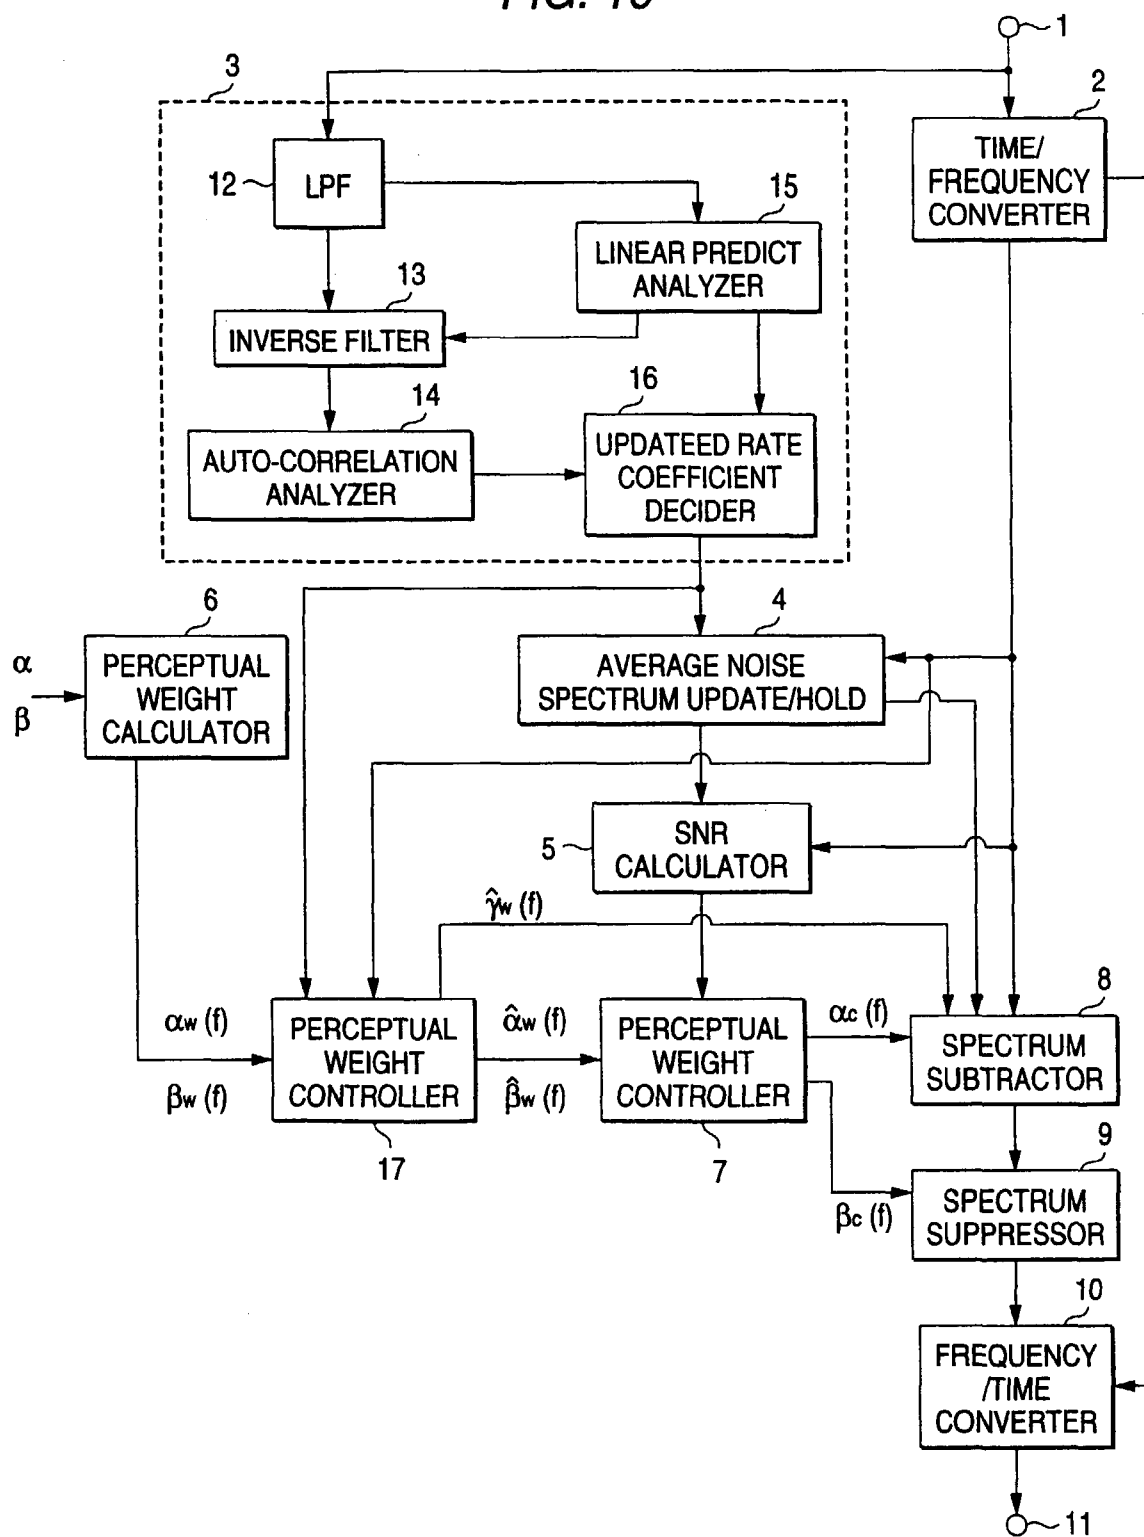 1
3
2
TIME/
FREQUENCY
CONVERTER
12
LPF
15
LINEAR PREDICT
ANALYZER
13
INVERSE FILTER
14
AUTO-CORRELATION
ANALYZER
16
UPDATEED RATE
COEFFICIENT
DECIDER
6
α
β
PERCEPTUAL
WEIGHT
CALCULATOR
4
AVERAGE NOISE
SPECTRUM UPDATE/HOLD
5
SNR
CALCULATOR
γ̂w (f)
αw (f)
βw (f)
PERCEPTUAL
WEIGHT
CONTROLLER
17
α̂w (f)
β̂w (f)
PERCEPTUAL
WEIGHT
CONTROLLER
7
αc (f)
βc (f)
8
SPECTRUM
SUBTRACTOR
9
SPECTRUM
SUPPRESSOR
10
FREQUENCY
/TIME
CONVERTER
11